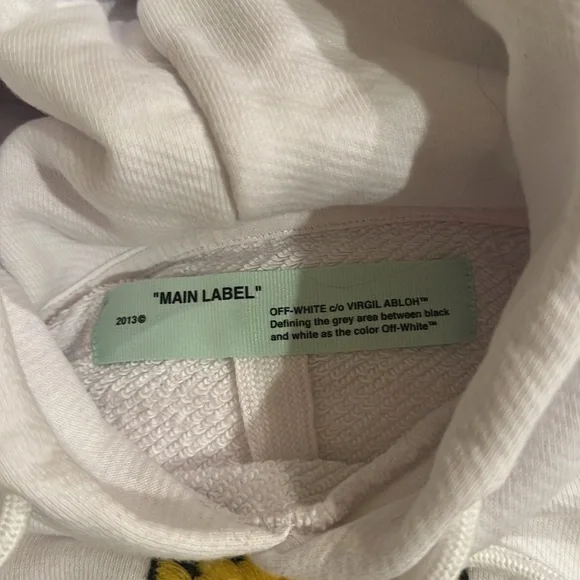 "MAIN LABEL"
2013©
OFF-WHITE c/o VIRGIL ABLOH™
Defining the grey area between black
and white as the color Off-White™